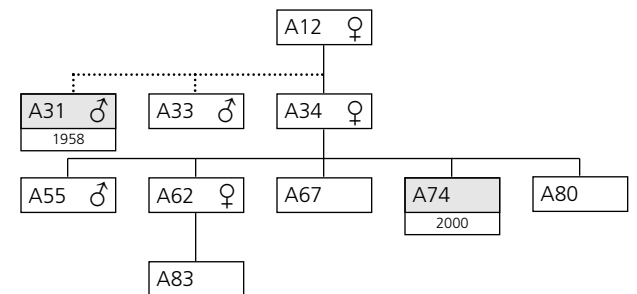 A12 ♀
A31 ♂ A33 ♂ A34 ♀
1958
A55 ♂ A62 ♀ A67 A74 A80
2000
A83